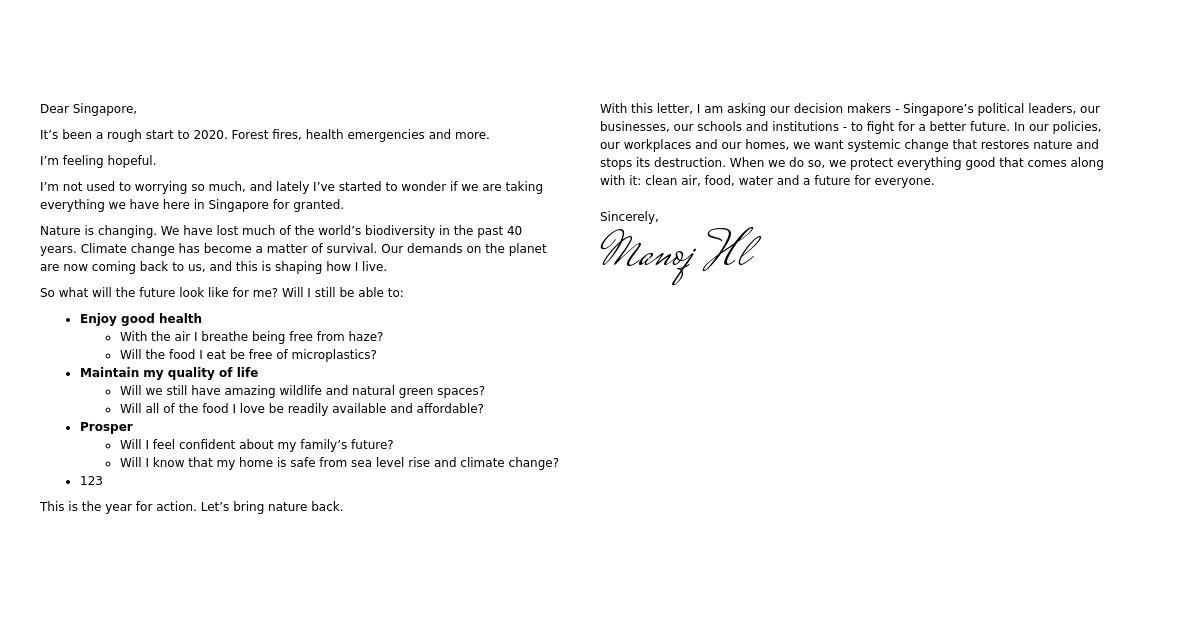 Dear Singapore,
It’s been a rough start to 2020. Forest fires, health emergencies and more.
I’m feeling hopeful.
I’m not used to worrying so much, and lately I’ve started to wonder if we are taking
everything we have here in Singapore for granted.
Nature is changing. We have lost much of the world’s biodiversity in the past 40
years. Climate change has become a matter of survival. Our demands on the planet
are now coming back to us, and this is shaping how I live.
So what will the future look like for me? Will I still be able to:
• Enjoy good health
◦ With the air I breathe being free from haze?
◦ Will the food I eat be free of microplastics?
• Maintain my quality of life
◦ Will we still have amazing wildlife and natural green spaces?
◦ Will all of the food I love be readily available and affordable?
• Prosper
◦ Will I feel confident about my family’s future?
◦ Will I know that my home is safe from sea level rise and climate change?
• 123
This is the year for action. Let’s bring nature back.
With this letter, I am asking our decision makers - Singapore’s political leaders, our
businesses, our schools and institutions - to fight for a better future. In our policies,
our workplaces and our homes, we want systemic change that restores nature and
stops its destruction. When we do so, we protect everything good that comes along
with it: clean air, food, water and a future for everyone.
Sincerely,
Manoj Hl